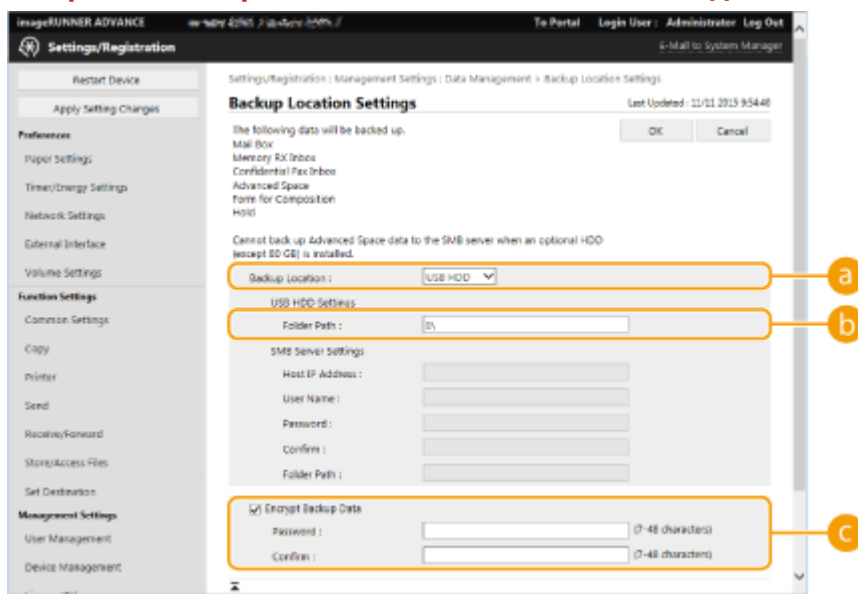 imageRUNNER ADVANCE
To Portal Login User : Administrator Log Out
Settings/Registration
E-Mail to System Manager
Restart Device
Apply Setting Changes
Preferences
Paper Settings
Timer/Energy Settings
Network Settings
External Interface
Volume Settings
Function Settings
Common Settings
Copy
Printer
Send
Receive/Forward
Store/Access Files
Set Destination
Management Settings
User Management
Device Management
Settings/Registration : Management Settings : Data Management > Backup Location Settings
Backup Location Settings
Last Updated : 11/11 2015 9:54:40
The following data will be backed up.
OK Cancel
Mail Box
Memory RX Inbox
Confidential Fax Inbox
Advanced Space
Form for Composition
Hold
Cannot back up Advanced Space data to the SMB server when an optional HDD
(except 80 GB) is installed.
Backup Location : USB HDD
a
USB HDD Settings
Folder Path :
b
SMB Server Settings
Host IP Address :
User Name :
Password :
Confirm :
Folder Path :
Encrypt Backup Data
Password : (7-48 characters)
c
Confirm : (7-48 characters)